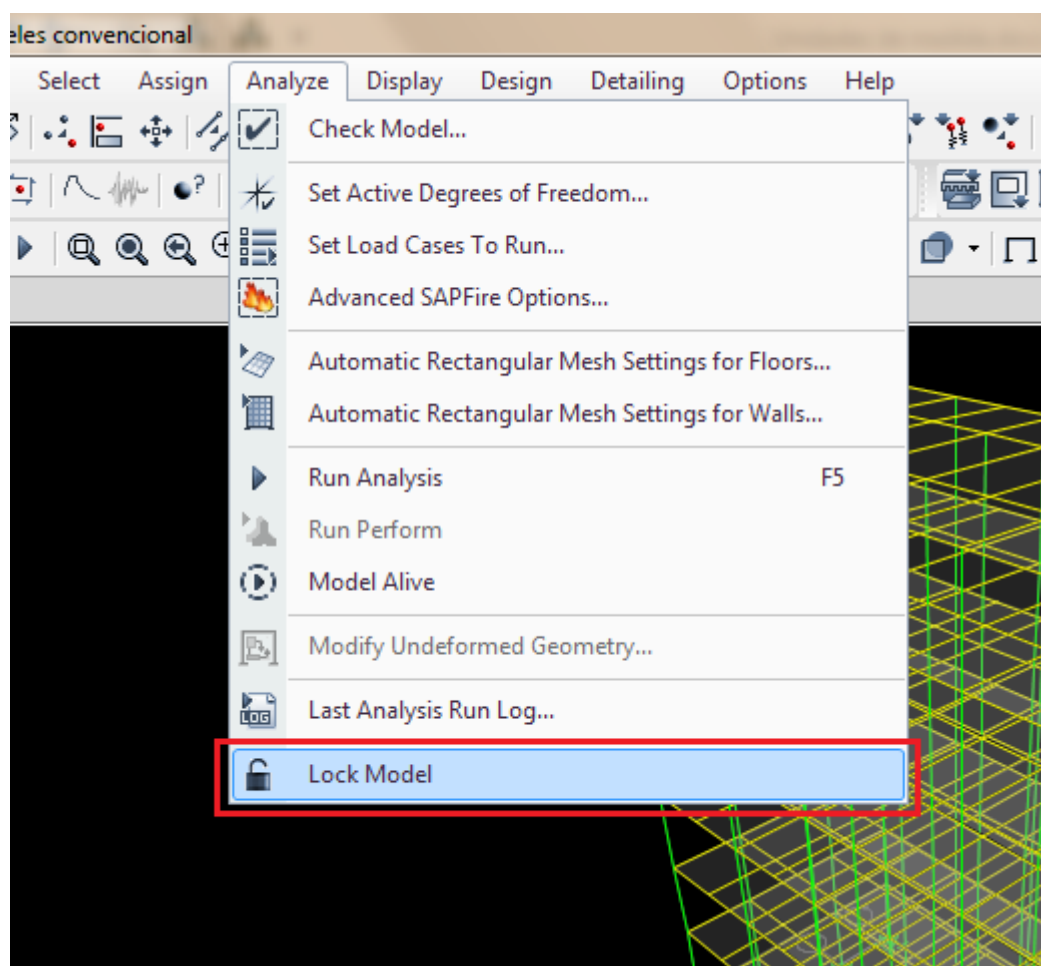 eles convencional
Select Assign Analyze Display Design Detailing Options Help
Check Model...
Set Active Degrees of Freedom...
Set Load Cases To Run...
Advanced SAPFire Options...
Automatic Rectangular Mesh Settings for Floors...
Automatic Rectangular Mesh Settings for Walls...
Run Analysis F5
Run Perform
Model Alive
Modify Undeformed Geometry...
LOG Last Analysis Run Log...
Lock Model